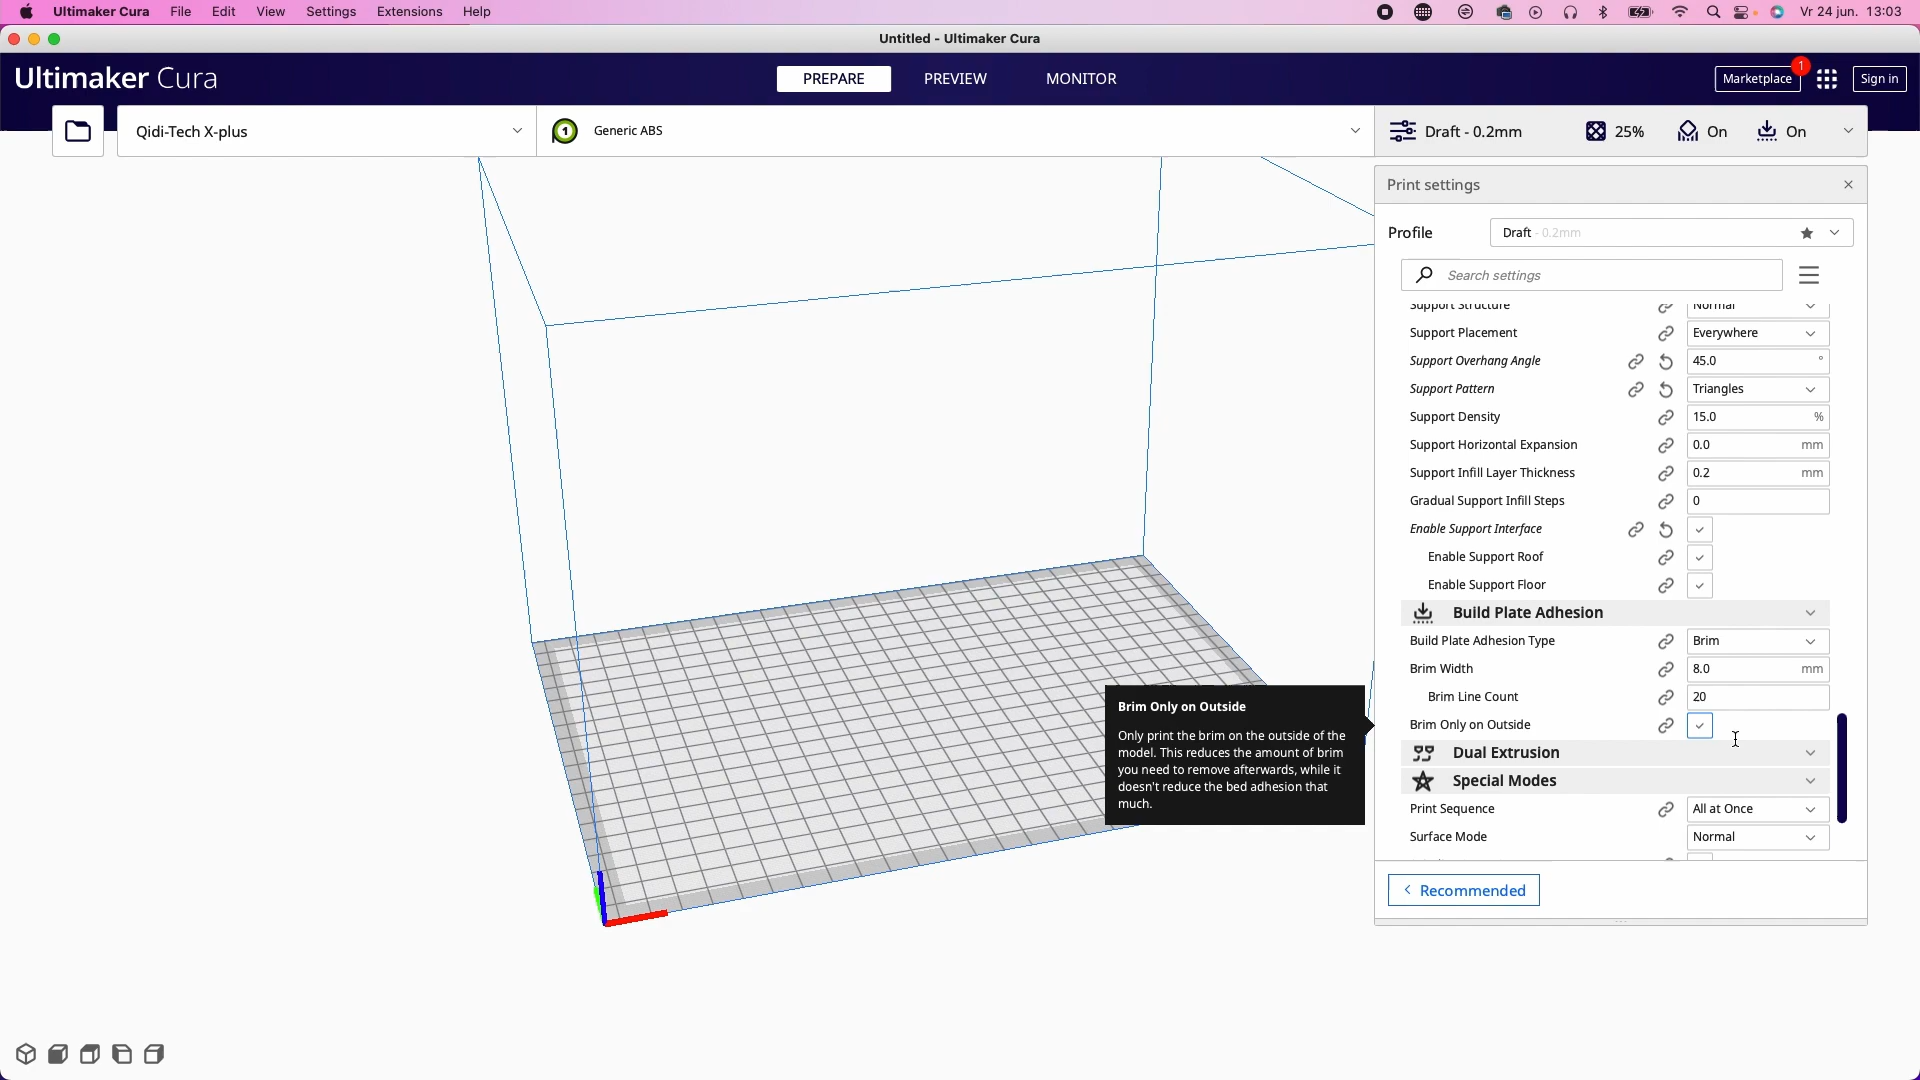 Ultimaker Cura File Edit View Settings Extensions Help Vr 24 jun. 13:03
Untitled - Ultimaker Cura
Ultimaker Cura PREPARE PREVIEW MONITOR Marketplace 1 Sign in
Qidi-Tech X-plus 1 Generic ABS Draft - 0.2mm 25% On On
Print settings
Profile Draft - 0.2mm
Search settings
Support Structure Normal
Support Placement Everywhere
Support Overhang Angle 45.0 °
Support Pattern Triangles
Support Density 15.0 %
Support Horizontal Expansion 0.0 mm
Support Infill Layer Thickness 0.2 mm
Gradual Support Infill Steps 0
Enable Support Interface
Enable Support Roof
Enable Support Floor
Build Plate Adhesion
Build Plate Adhesion Type Brim
Brim Width 8.0 mm
Brim Line Count 20
Brim Only on Outside
Dual Extrusion
Special Modes
Print Sequence All at Once
Surface Mode Normal
Recommended
Brim Only on Outside
Only print the brim on the outside of the
model. This reduces the amount of brim
you need to remove afterwards, while it
doesn't reduce the bed adhesion that
much.